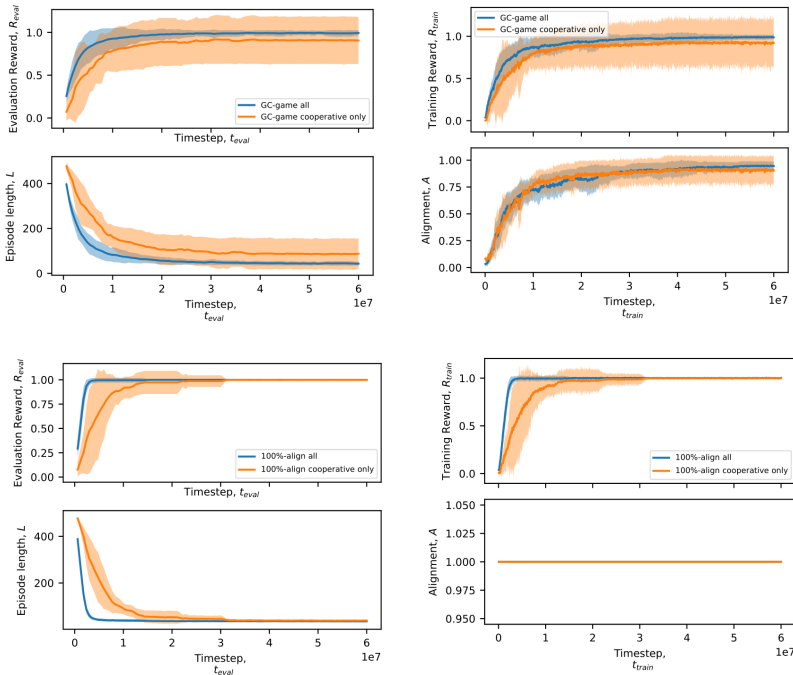 Evaluation Reward, R_eval
1.0
0.5
0.0
GC-game all
GC-game cooperative only
Timestep, t_eval
Episode length, L
400
200
0
0 1 2 3 4 5 6
1e7
Timestep,
t_eval
Training Reward, R_train
1.0
0.5
0.0
GC-game all
GC-game cooperative only
Alignment, A
1.00
0.75
0.50
0.25
0.00
0 1 2 3 4 5 6
1e7
Timestep,
t_train
Evaluation Reward, R_eval
1.00
0.75
0.50
0.25
0.00
100%-align all
100%-align cooperative only
Timestep, t_eval
Episode length, L
400
200
0 1 2 3 4 5 6
1e7
Timestep,
t_eval
Training Reward, R_train
1.0
0.5
0.0
100%-align all
100%-align cooperative only
0 1 2 3 4 5 6
Alignment, A
1.050
1.025
1.000
0.975
0.950
0 1 2 3 4 5 6
1e7
Timestep,
t_train